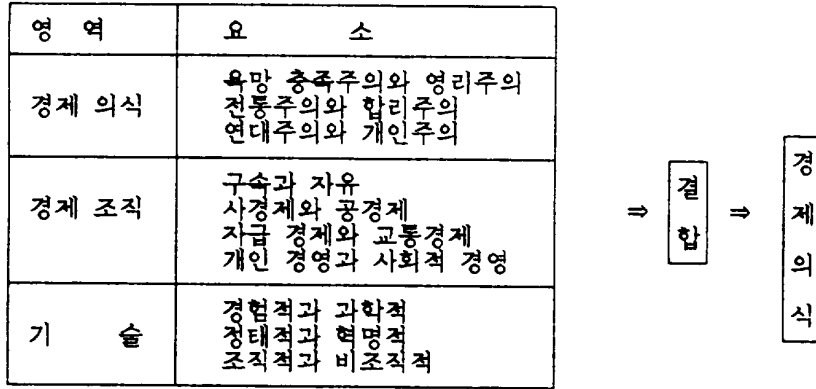 영 역 요 소
경제 의식
욕망 충족주의와 영리주의
전통주의와 합리주의
연대주의와 개인주의
경제 조직
구속과 자유
사경제와 공경제
자급 경제와 교통경제
개인 경영과 사회적 경영
기 술
경험적과 과학적
정태적과 혁명적
조직적과 비조직적
⇒ 결합 ⇒ 경제의식